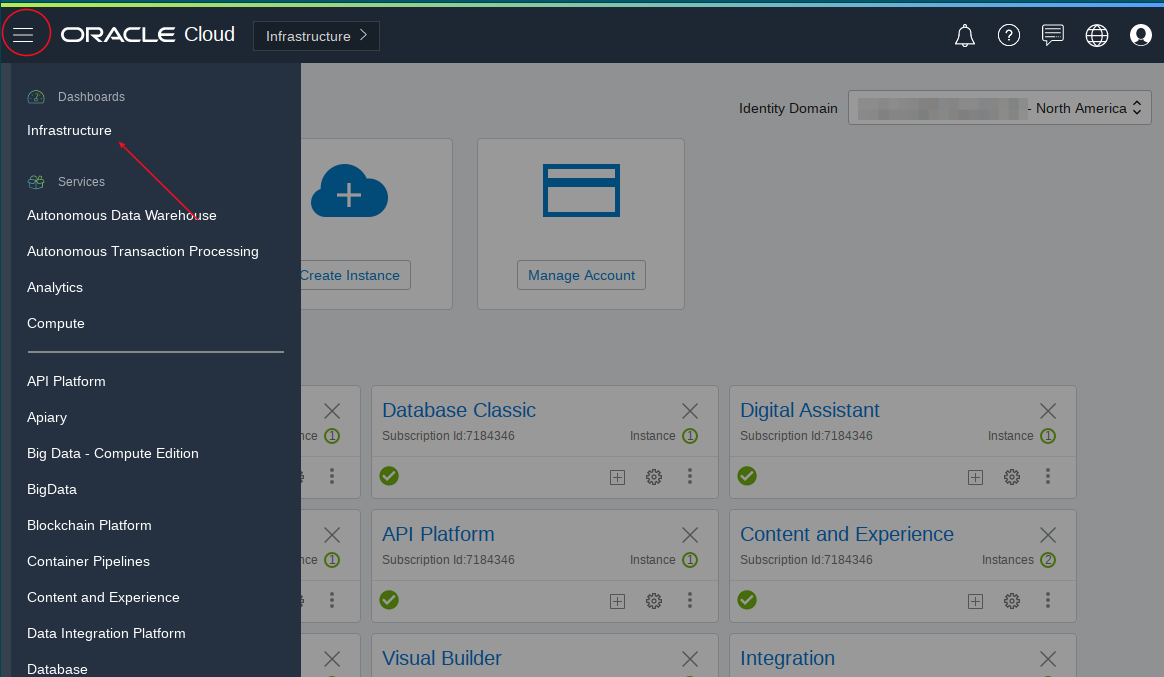 ORACLE Cloud
Infrastructure
Dashboards
Infrastructure
Services
Autonomous Data Warehouse
Autonomous Transaction Processing
Analytics
Compute
API Platform
Apiary
Big Data - Compute Edition
BigData
Blockchain Platform
Container Pipelines
Content and Experience
Data Integration Platform
Database
Identity Domain
- North America
Create Instance
Manage Account
nce 1
Database Classic
Subscription Id:7184346
Instance 1
Digital Assistant
Subscription Id:7184346
Instance 1
nce 1
API Platform
Subscription Id:7184346
Instance 1
Content and Experience
Subscription Id:7184346
Instances 2
Visual Builder
Integration